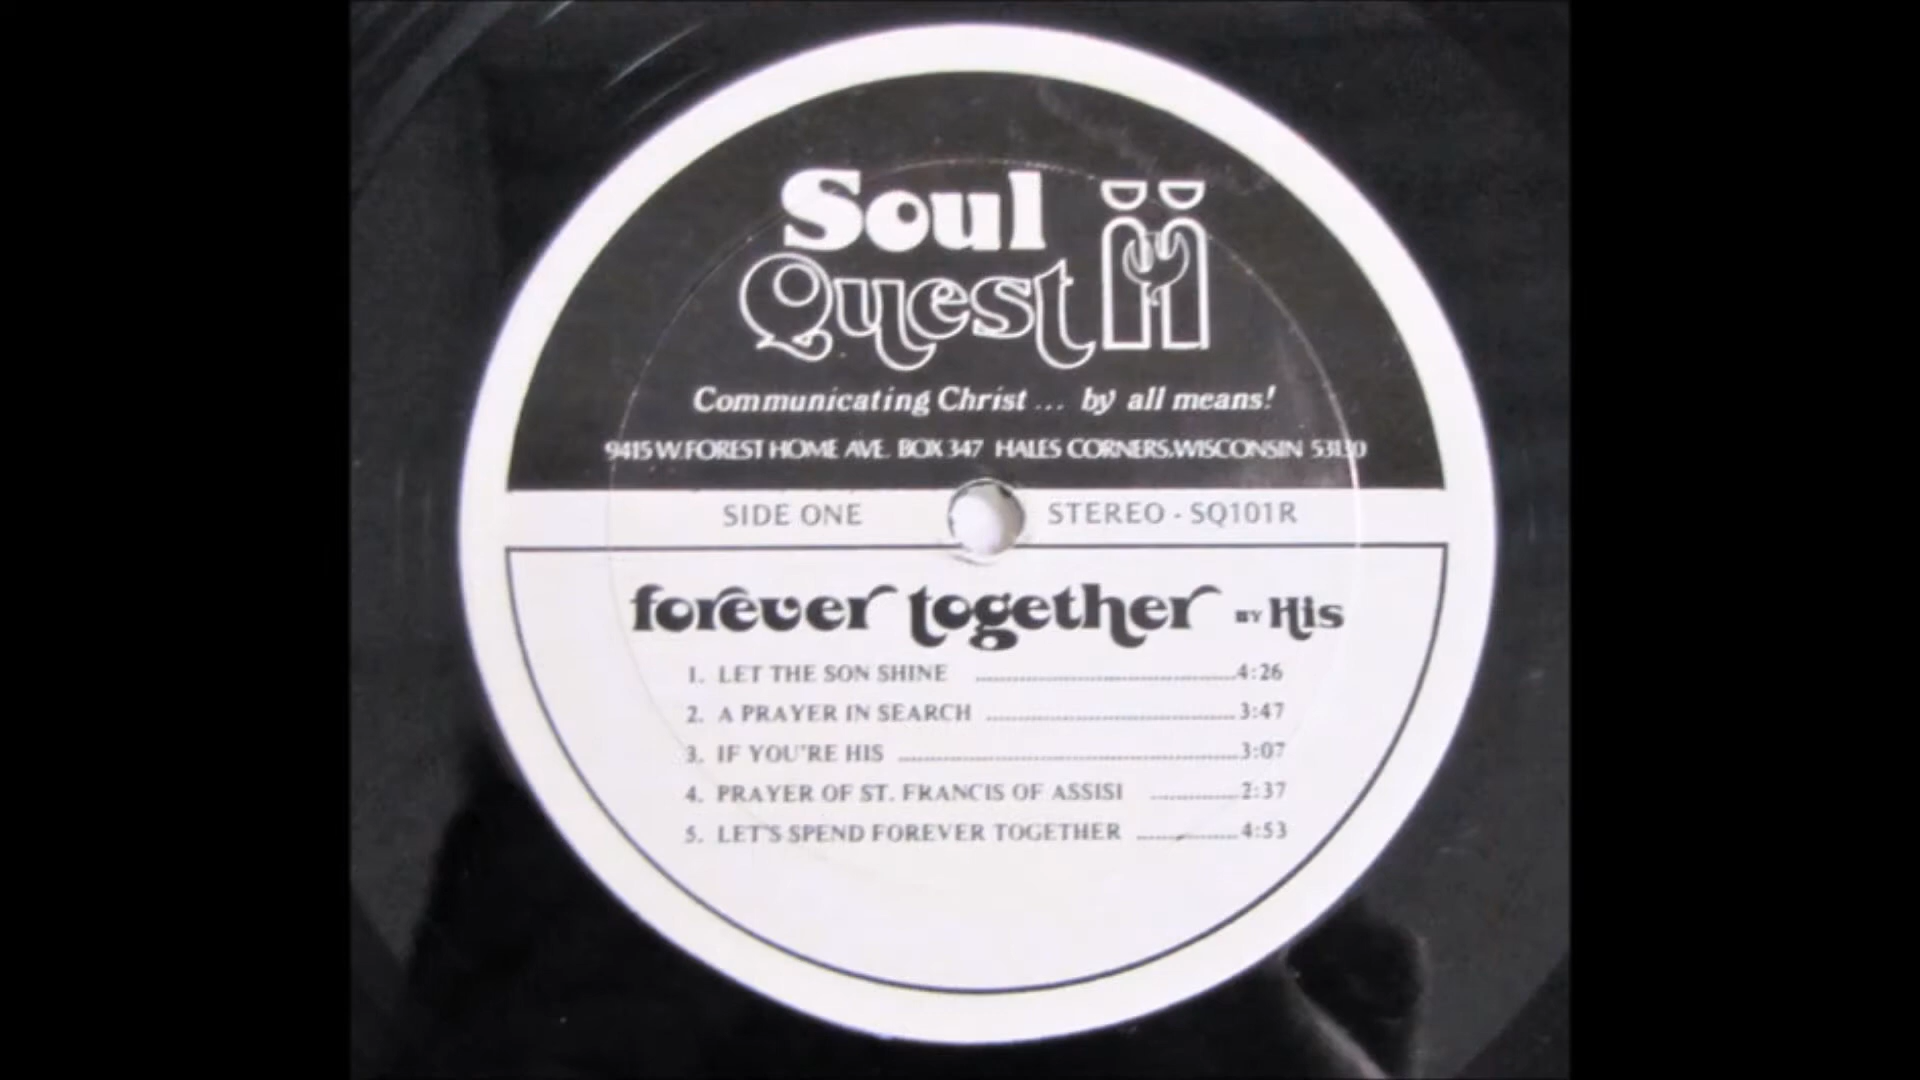 Soul
Quest
Communicating Christ ... by all means!
9415 W. FOREST HOME AVE. BOX 347 HALES CORNERS, WISCONSIN 53130
SIDE ONE STEREO - SQ101R
forever together BY His
1. LET THE SON SHINE ........ 4:26
2. A PRAYER IN SEARCH ........ 3:47
3. IF YOU'RE HIS ........ 3:07
4. PRAYER OF ST. FRANCIS OF ASSISI ........ 2:37
5. LET'S SPEND FOREVER TOGETHER ........ 4:53